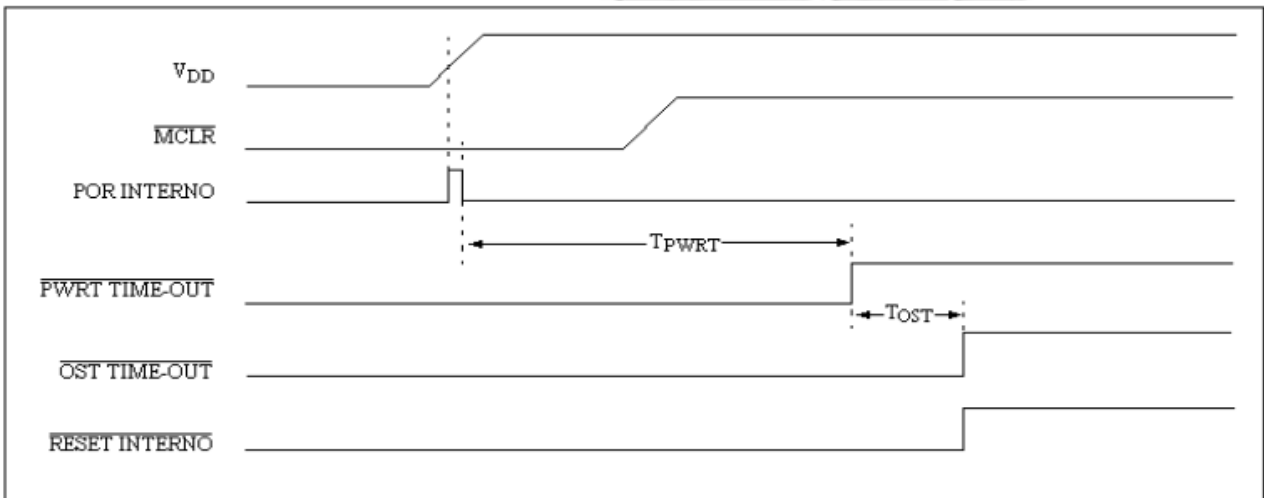 VDD
MCLR
POR INTERNO
TPWRT
PWRT TIME-OUT
TOST
OST TIME-OUT
RESET INTERNO